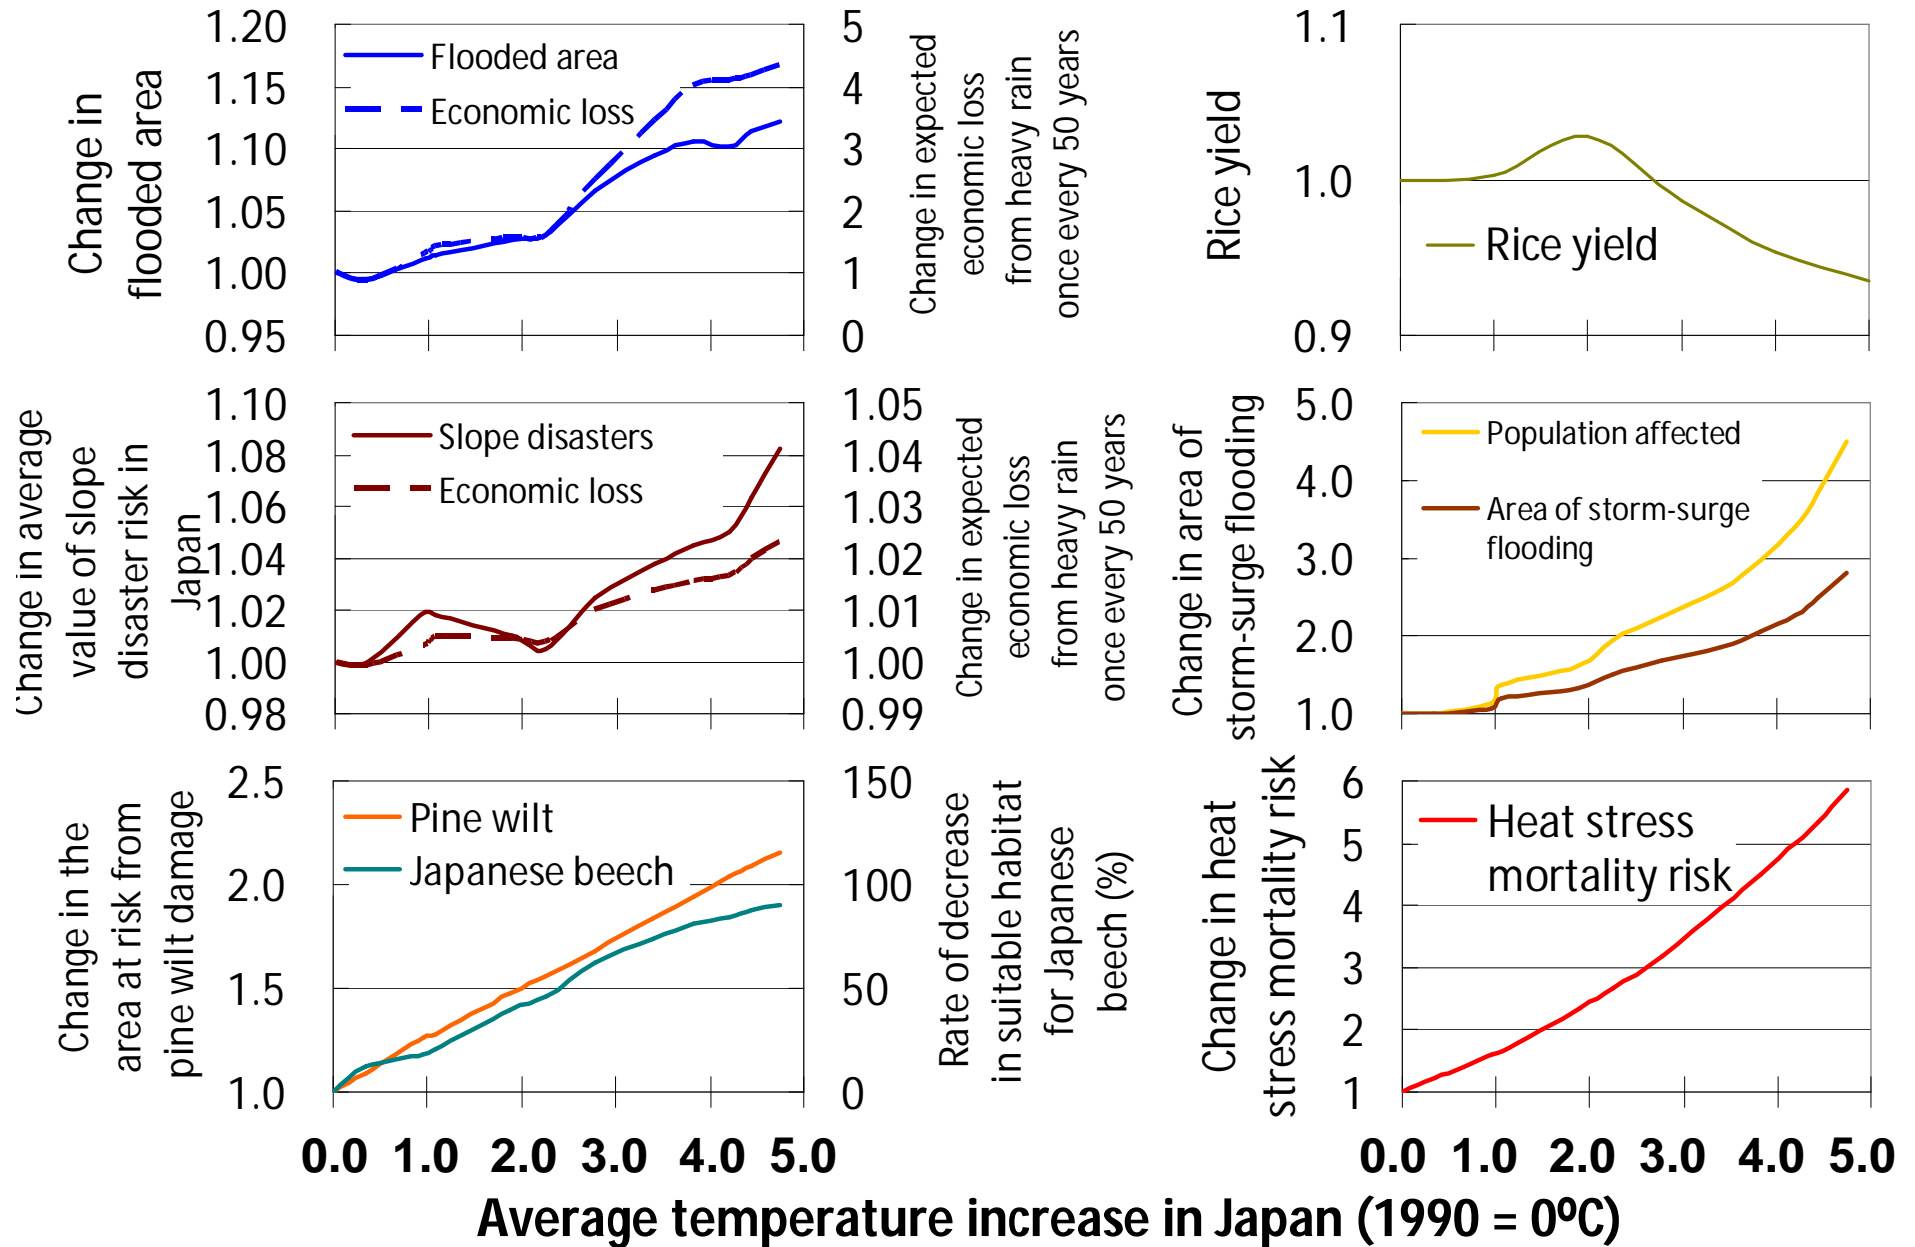 Change in
flooded area
1.20
1.15
1.10
1.05
1.00
0.95
Flooded area
Economic loss
5
4
3
2
1
0
Change in expected
economic loss
from heavy rain
once every 50 years
Rice yield
1.1
1.0
0.9
Rice yield
Change in average
value of slope
disaster risk in
Japan
1.10
1.08
1.06
1.04
1.02
1.00
0.98
Slope disasters
Economic loss
1.05
1.04
1.03
1.02
1.01
1.00
0.99
Change in expected
economic loss
from heavy rain
once every 50 years
Change in area of
storm-surge flooding
5.0
4.0
3.0
2.0
1.0
Population affected
Area of storm-surge
flooding
Change in the
area at risk from
pine wilt damage
2.5
2.0
1.5
1.0
Pine wilt
Japanese beech
150
100
50
0
Rate of decrease
in suitable habitat
for Japanese
beech (%)
Change in heat
stress mortality risk
6
5
4
3
2
1
Heat stress
mortality risk
0.0 1.0 2.0 3.0 4.0 5.0
0.0 1.0 2.0 3.0 4.0 5.0
Average temperature increase in Japan (1990 = 0ºC)